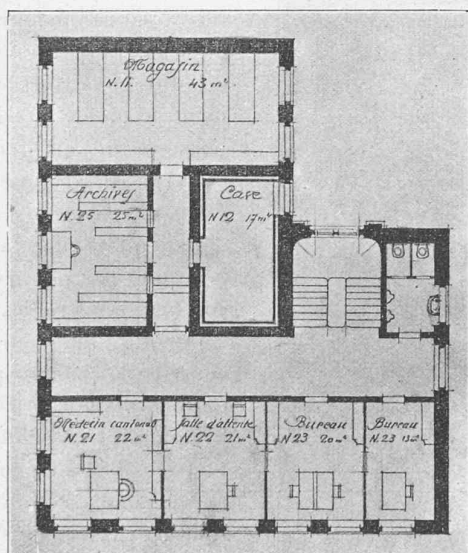 Magasin
N. 11. 43 m²
Archives
N. 25 25 m²
Cave
N 12 17 m²
Médecin cantonal
N. 21 22 m²
Salle d'attente
N. 22 21 m²
Bureau
N. 23 20 m²
Bureau
N. 23 13 m²